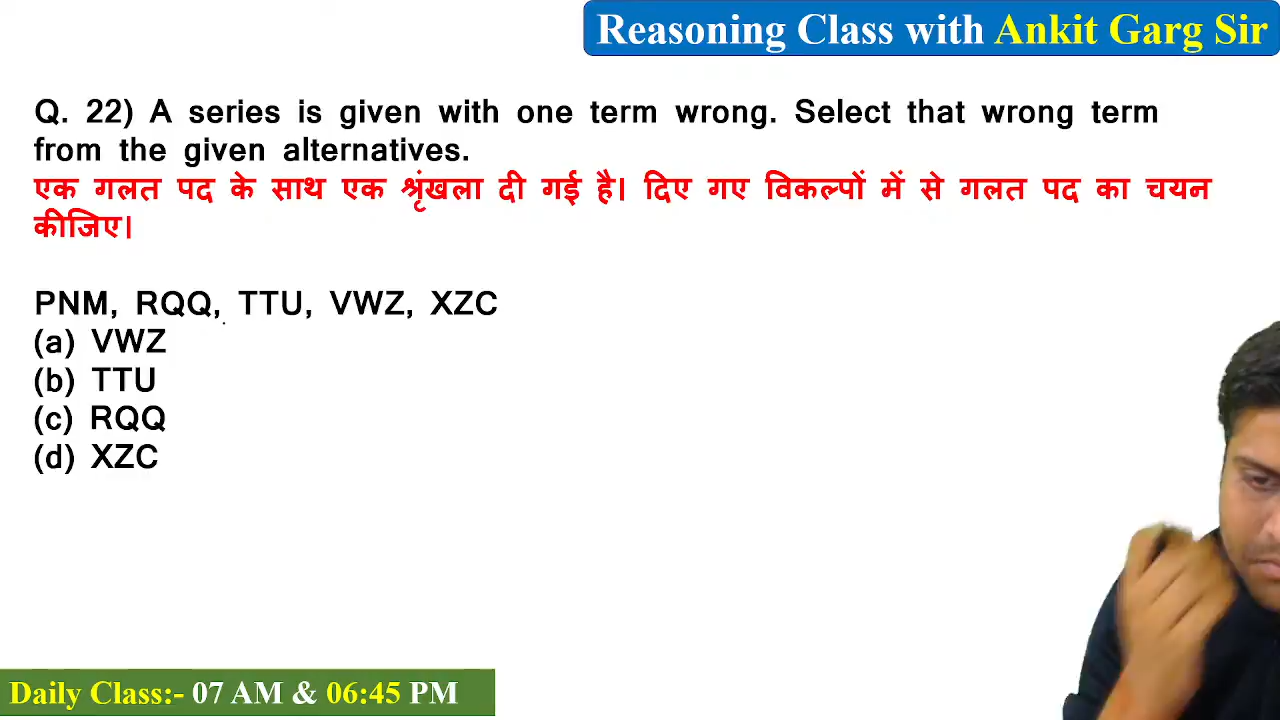 Reasoning Class with Ankit Garg Sir
Q. 22) A series is given with one term wrong. Select that wrong term
from the given alternatives.
एक गलत पद के साथ एक श्रृंखला दी गई है। दिए गए विकल्पों में से गलत पद का चयन
कीजिए।
PNM, RQQ, TTU, VWZ, XZC
(a) VWZ
(b) TTU
(c) RQQ
(d) XZC
Daily Class:- 07 AM & 06:45 PM